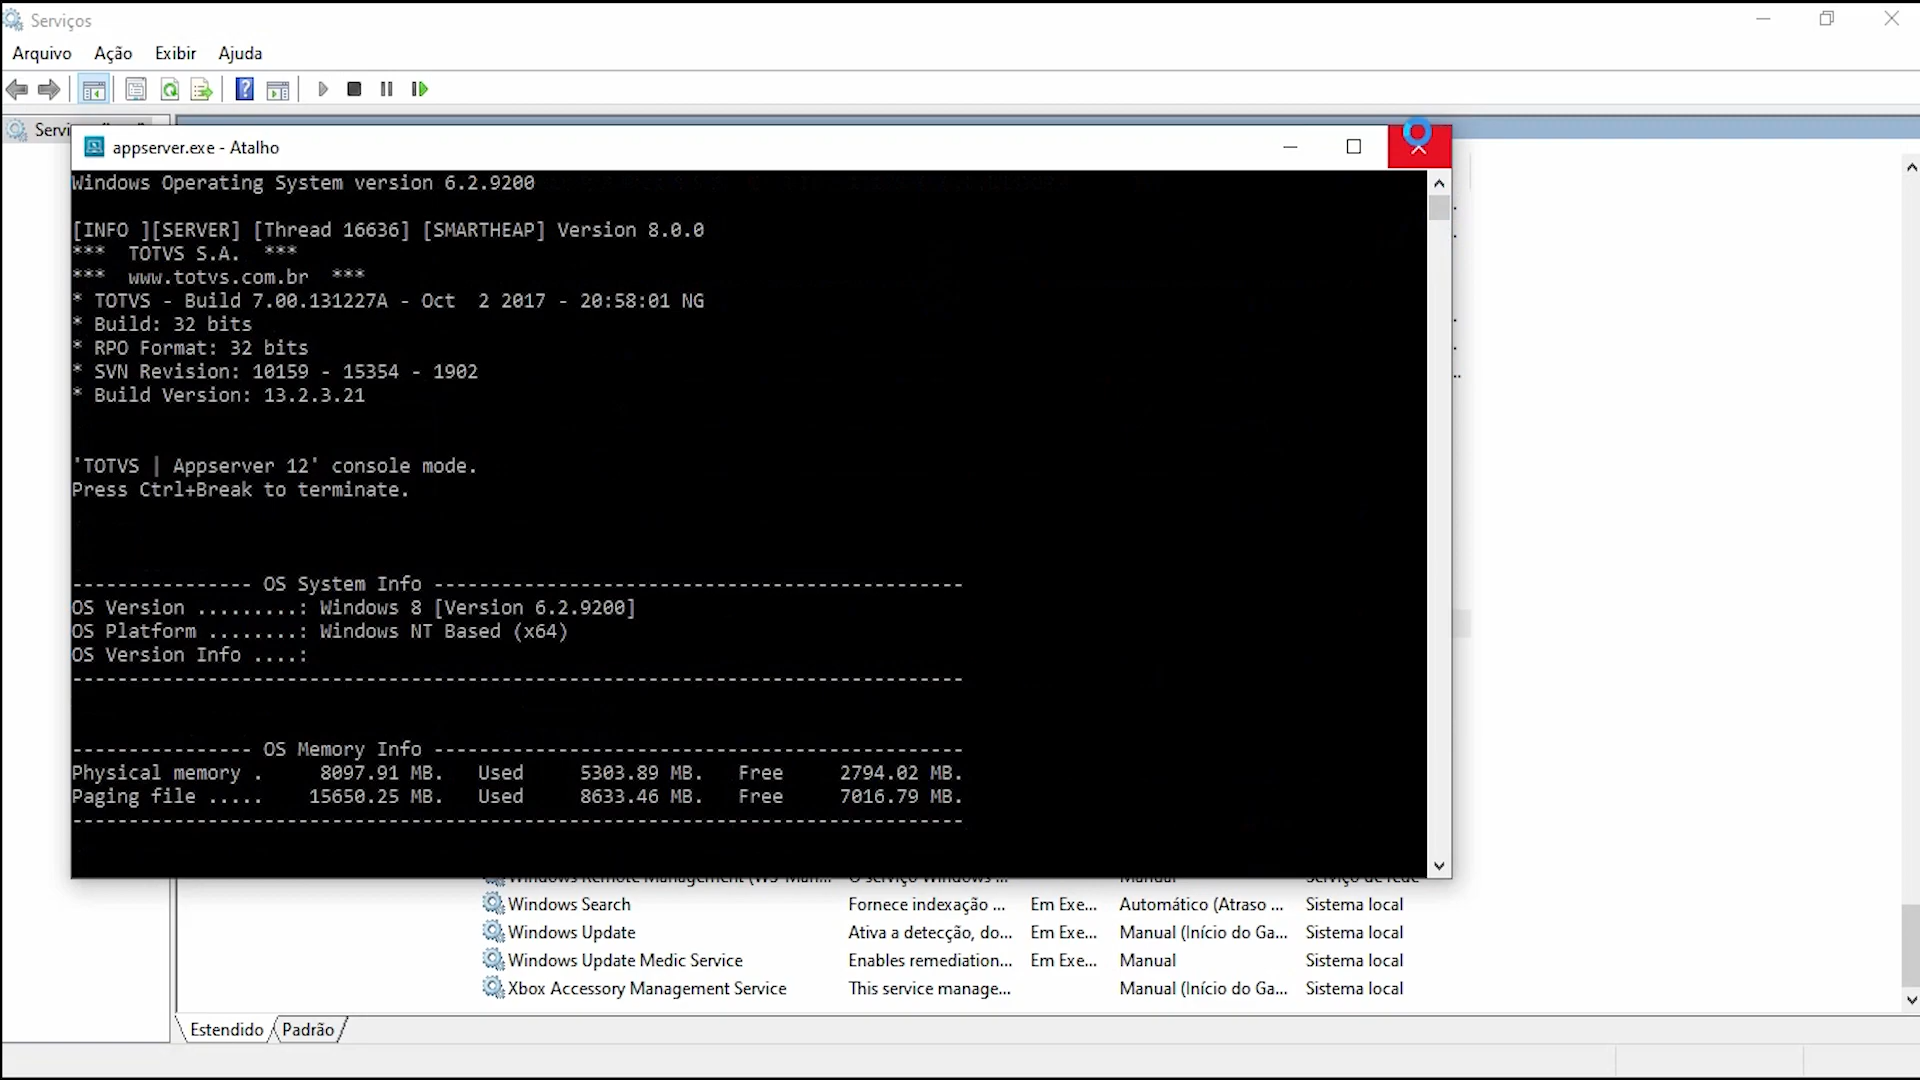 Serviços
Arquivo Ação Exibir Ajuda
appserver.exe - Atalho
Windows Operating System version 6.2.9200
[INFO ][SERVER] [Thread 16636] [SMARTHEAP] Version 8.0.0
***  TOTVS S.A.  ***
***  www.totvs.com.br  ***
* TOTVS - Build 7.00.131227A - Oct  2 2017 - 20:58:01 NG
* Build: 32 bits
* RPO Format: 32 bits
* SVN Revision: 10159 - 15354 - 1902
* Build Version: 13.2.3.21
'TOTVS | Appserver 12' console mode.
Press Ctrl+Break to terminate.
---------------- OS System Info -----------------------------------------------
OS Version .........: Windows 8 [Version 6.2.9200]
OS Platform ........: Windows NT Based (x64)
OS Version Info ....:
-------------------------------------------------------------------------------
---------------- OS Memory Info -----------------------------------------------
Physical memory .     8097.91 MB.   Used     5303.89 MB.   Free     2794.02 MB.
Paging file .....    15650.25 MB.   Used     8633.46 MB.   Free     7016.79 MB.
-------------------------------------------------------------------------------
Windows Search Fornece indexação ... Em Exe... Automático (Atraso ... Sistema local
Windows Update Ativa a detecção, do... Em Exe... Manual (Início do Ga... Sistema local
Windows Update Medic Service Enables remediation... Em Exe... Manual Sistema local
Xbox Accessory Management Service This service manage... Manual (Início do Ga... Sistema local
Estendido Padrão